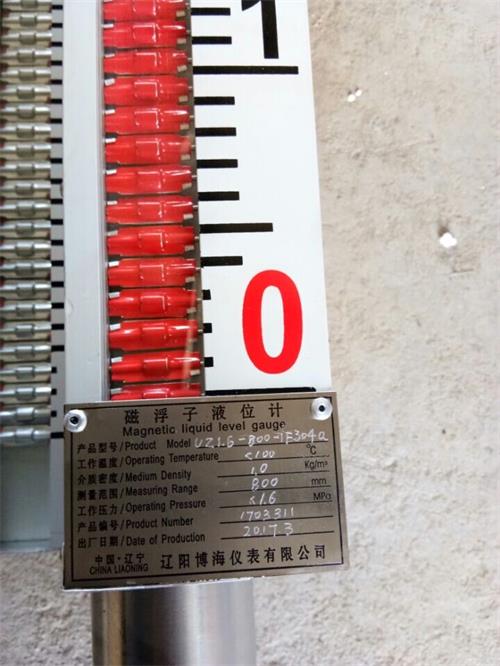 1
0
磁浮子液位计
Magnetic liquid level gauge
产品型号/Product Model UZ1.6-800-1F304a
工作温度/Operating Temperature ≤100 ℃
介质密度/Medium Density 1.0 Kg/m³
测量范围/Measuring Range 800 mm
工作压力/Operating Pressure ≤1.6 MPa
产品编号/Product Number 1703311
出厂日期/Date of Production 2017.3
中国·辽宁 辽阳博海仪表有限公司
CHINA LIAONING